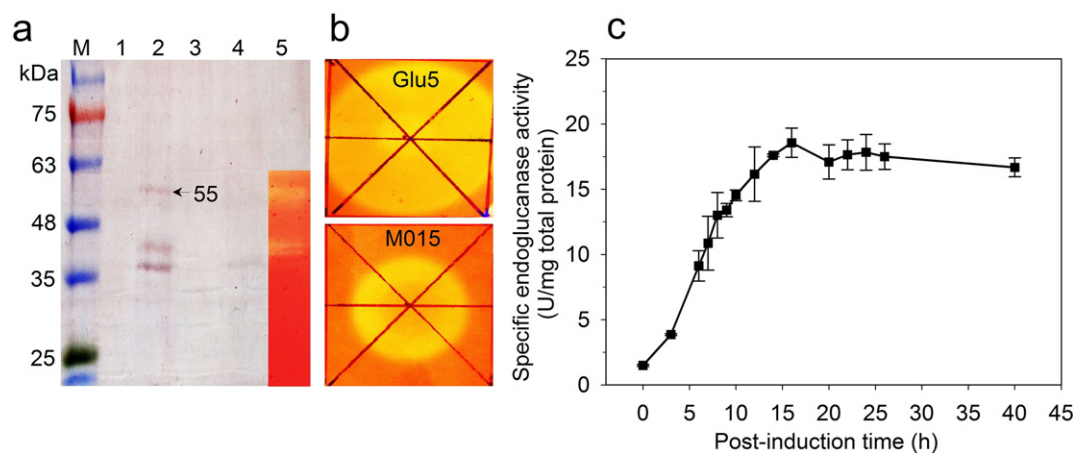 a
M 1 2 3 4 5
kDa
75
63
55
48
35
25
b
Glu5
M015
c
Specific endoglucanase activity
(U/mg total protein)
25
20
15
10
5
0
0 5 10 15 20 25 30 35 40 45
Post-induction time (h)